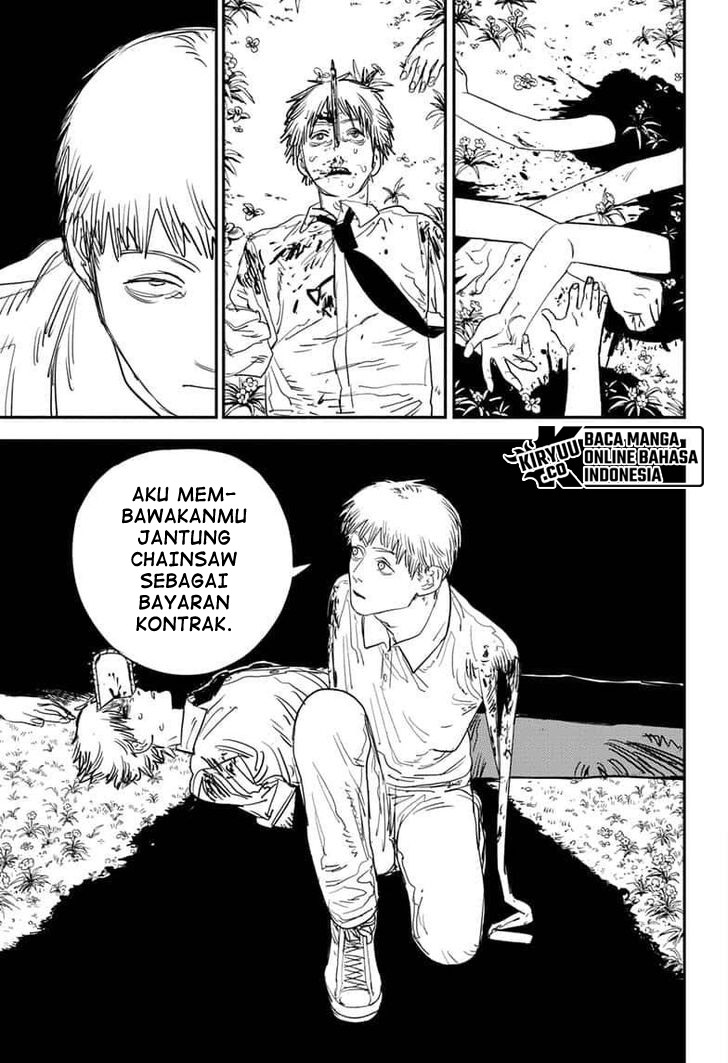 KIRYUU
.CO
BACA MANGA
ONLINE BAHASA
INDONESIA
AKU MEM-
BAWAKANMU
JANTUNG
CHAINSAW
SEBAGAI
BAYARAN
KONTRAK.